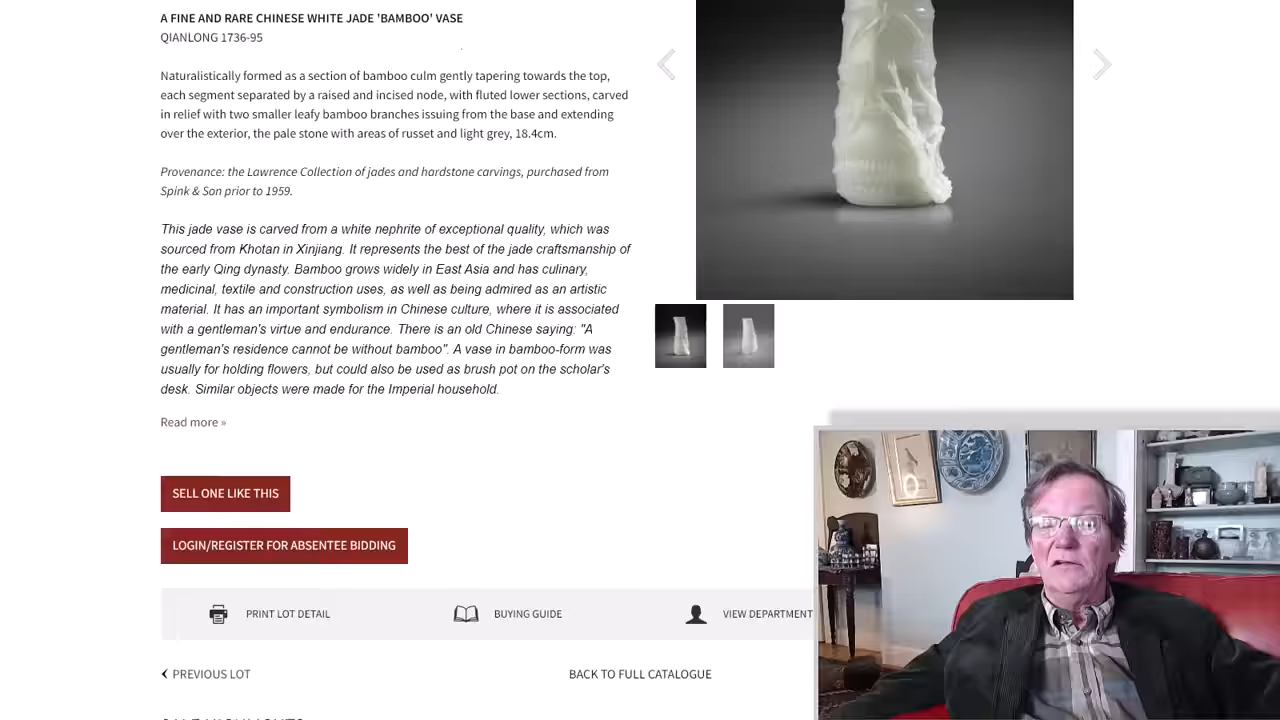 A FINE AND RARE CHINESE WHITE JADE 'BAMBOO' VASE
QIANLONG 1736-95
Naturalistically formed as a section of bamboo culm gently tapering towards the top,
each segment separated by a raised and incised node, with fluted lower sections, carved
in relief with two smaller leafy bamboo branches issuing from the base and extending
over the exterior, the pale stone with areas of russet and light grey, 18.4cm.
Provenance: the Lawrence Collection of jades and hardstone carvings, purchased from
Spink & Son prior to 1959.
This jade vase is carved from a white nephrite of exceptional quality, which was
sourced from Khotan in Xinjiang. It represents the best of the jade craftsmanship of
the early Qing dynasty. Bamboo grows widely in East Asia and has culinary,
medicinal, textile and construction uses, as well as being admired as an artistic
material. It has an important symbolism in Chinese culture, where it is associated
with a gentleman's virtue and endurance. There is an old Chinese saying: "A
gentleman's residence cannot be without bamboo". A vase in bamboo-form was
usually for holding flowers, but could also be used as brush pot on the scholar's
desk. Similar objects were made for the Imperial household.
Read more »
SELL ONE LIKE THIS
LOGIN/REGISTER FOR ABSENTEE BIDDING
PRINT LOT DETAIL
BUYING GUIDE
VIEW DEPARTMENT
PREVIOUS LOT
BACK TO FULL CATALOGUE